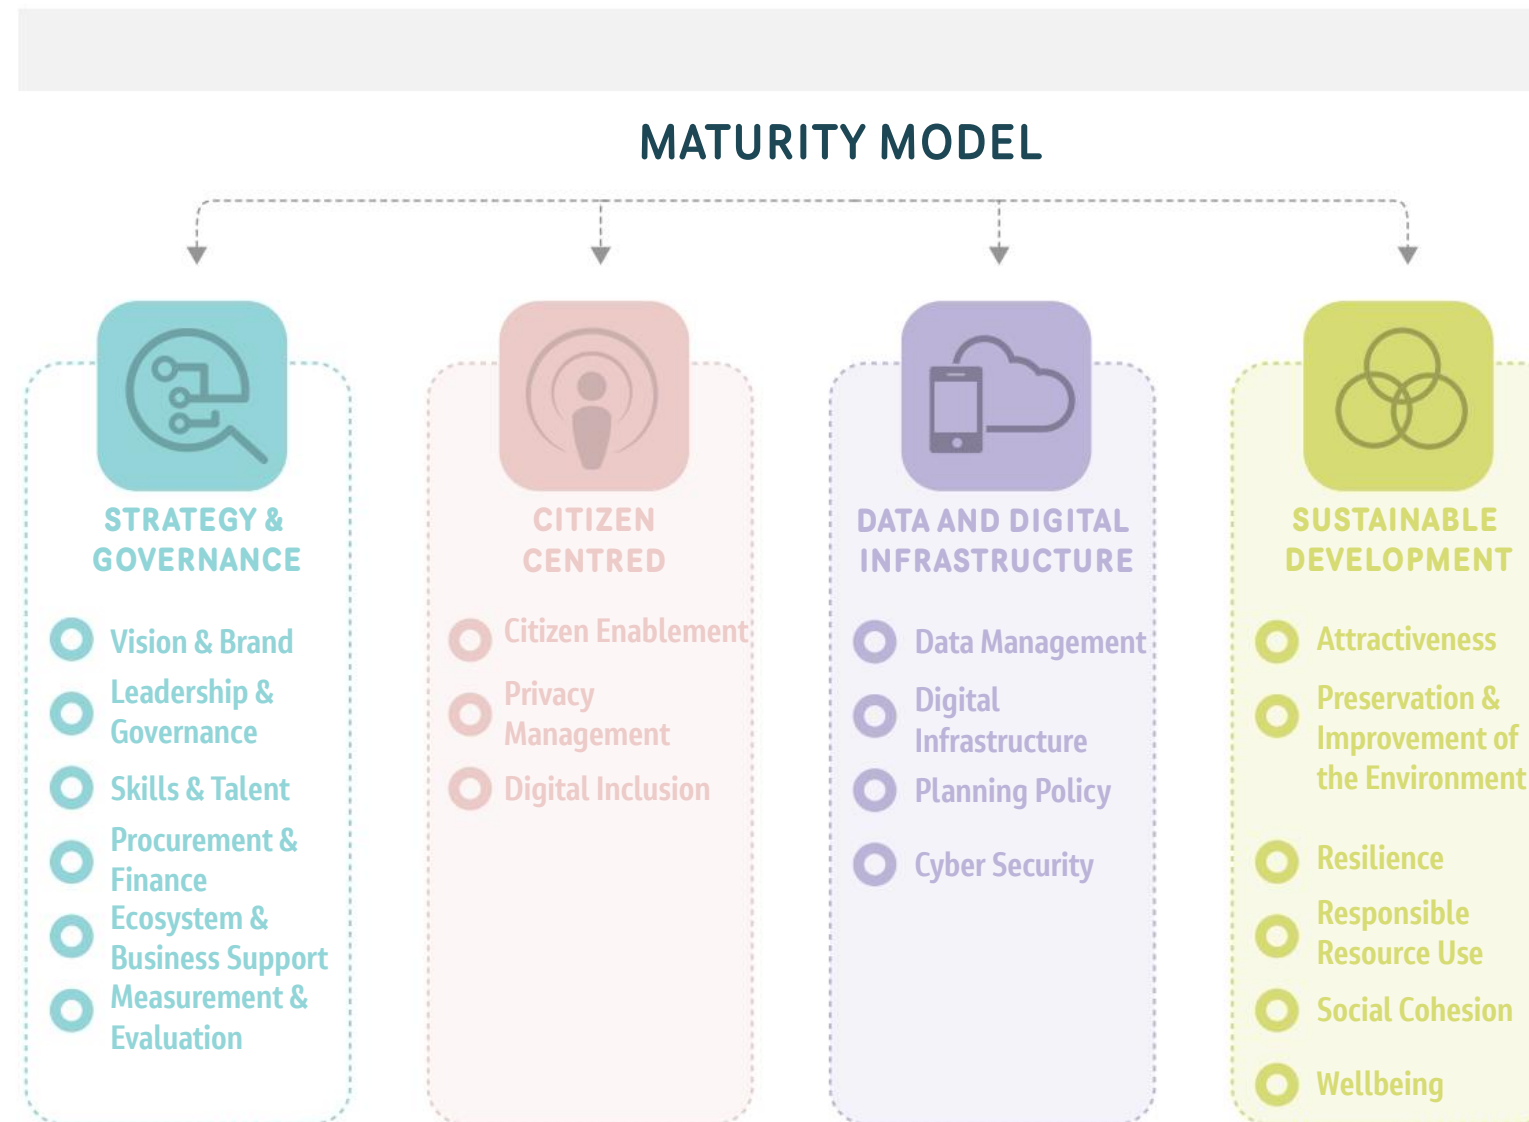 MATURITY MODEL
STRATEGY &
GOVERNANCE
Vision & Brand
Leadership &
Governance
Skills & Talent
Procurement &
Finance
Ecosystem &
Business Support
Measurement &
Evaluation
CITIZEN
CENTRED
Citizen Enablement
Privacy
Management
Digital Inclusion
DATA AND DIGITAL
INFRASTRUCTURE
Data Management
Digital
Infrastructure
Planning Policy
Cyber Security
SUSTAINABLE
DEVELOPMENT
Attractiveness
Preservation &
Improvement of
the Environment
Resilience
Responsible
Resource Use
Social Cohesion
Wellbeing